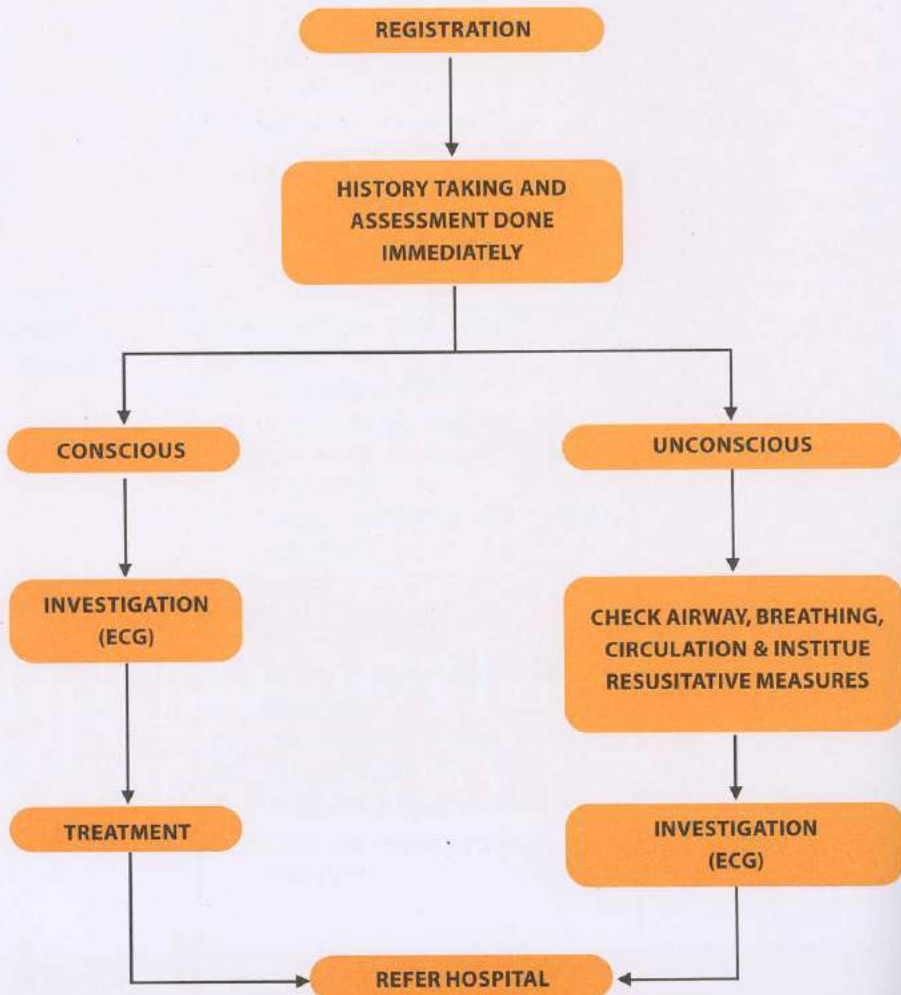 REGISTRATION
HISTORY TAKING AND
ASSESSMENT DONE
IMMEDIATELY
CONSCIOUS
UNCONSCIOUS
INVESTIGATION
(ECG)
CHECK AIRWAY, BREATHING,
CIRCULATION & INSTITUE
RESUSITATIVE MEASURES
TREATMENT
INVESTIGATION
(ECG)
REFER HOSPITAL